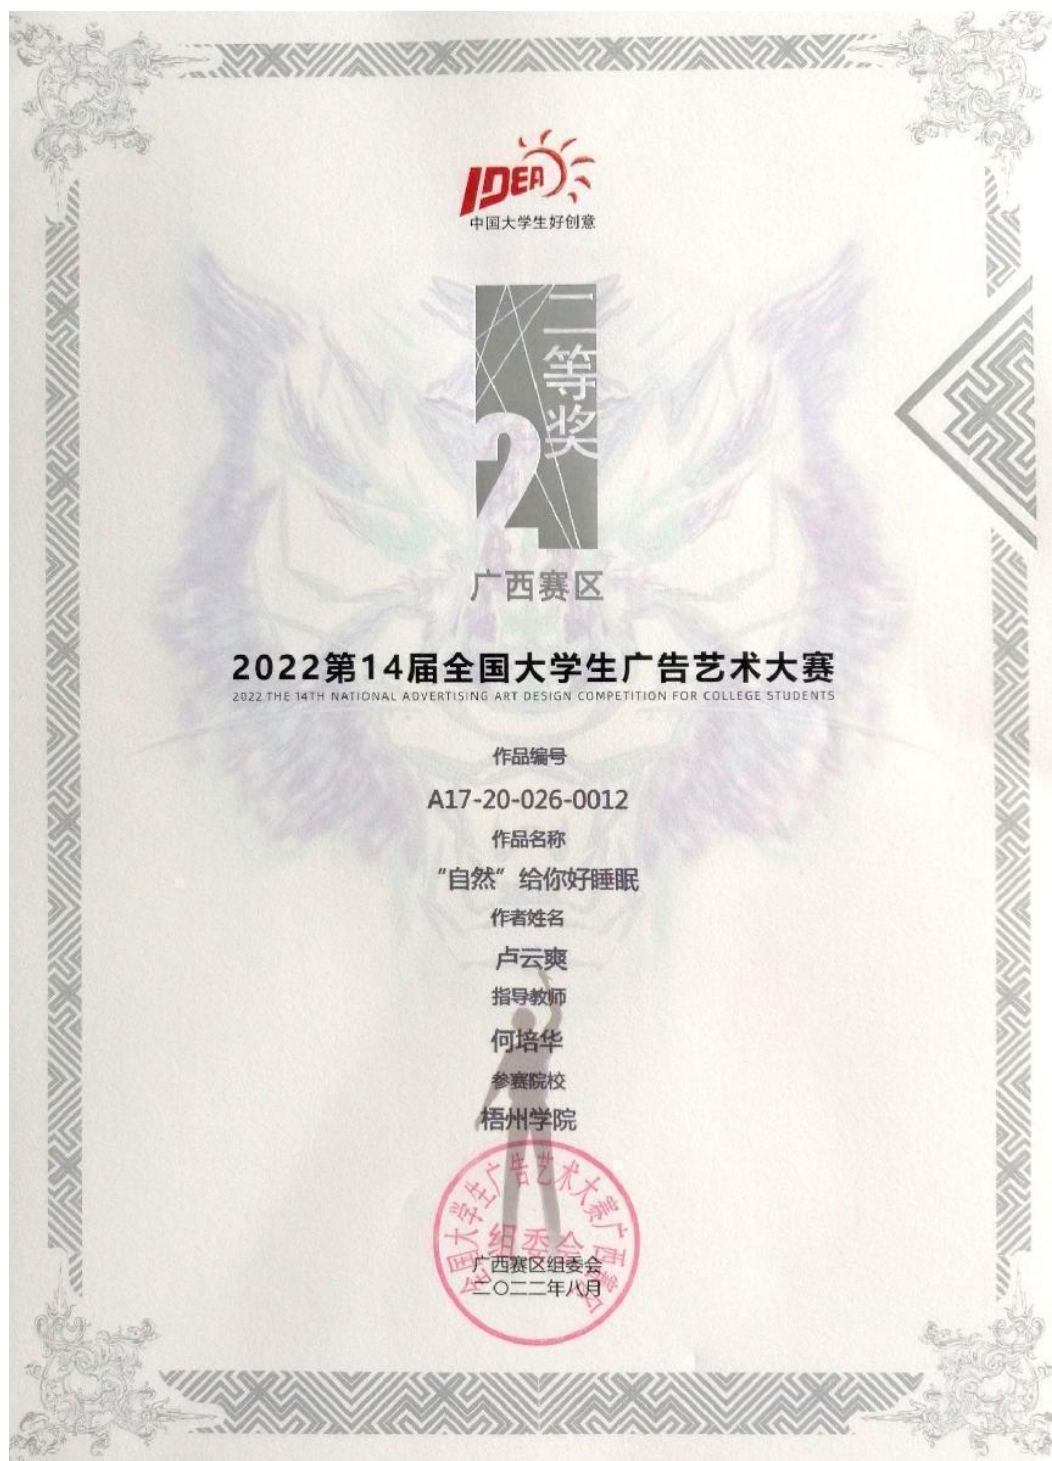 IDEA
中国大学生好创意
二等奖
2
广西赛区
2022第14届全国大学生广告艺术大赛
2022 THE 14TH NATIONAL ADVERTISING ART DESIGN COMPETITION FOR COLLEGE STUDENTS
作品编号
A17-20-026-0012
作品名称
“自然”给你好睡眠
作者姓名
卢云爽
指导教师
何培华
参赛院校
梧州学院
全国大学生广告艺术大赛广西赛区
组委会
广西赛区组委会
二〇二二年八月